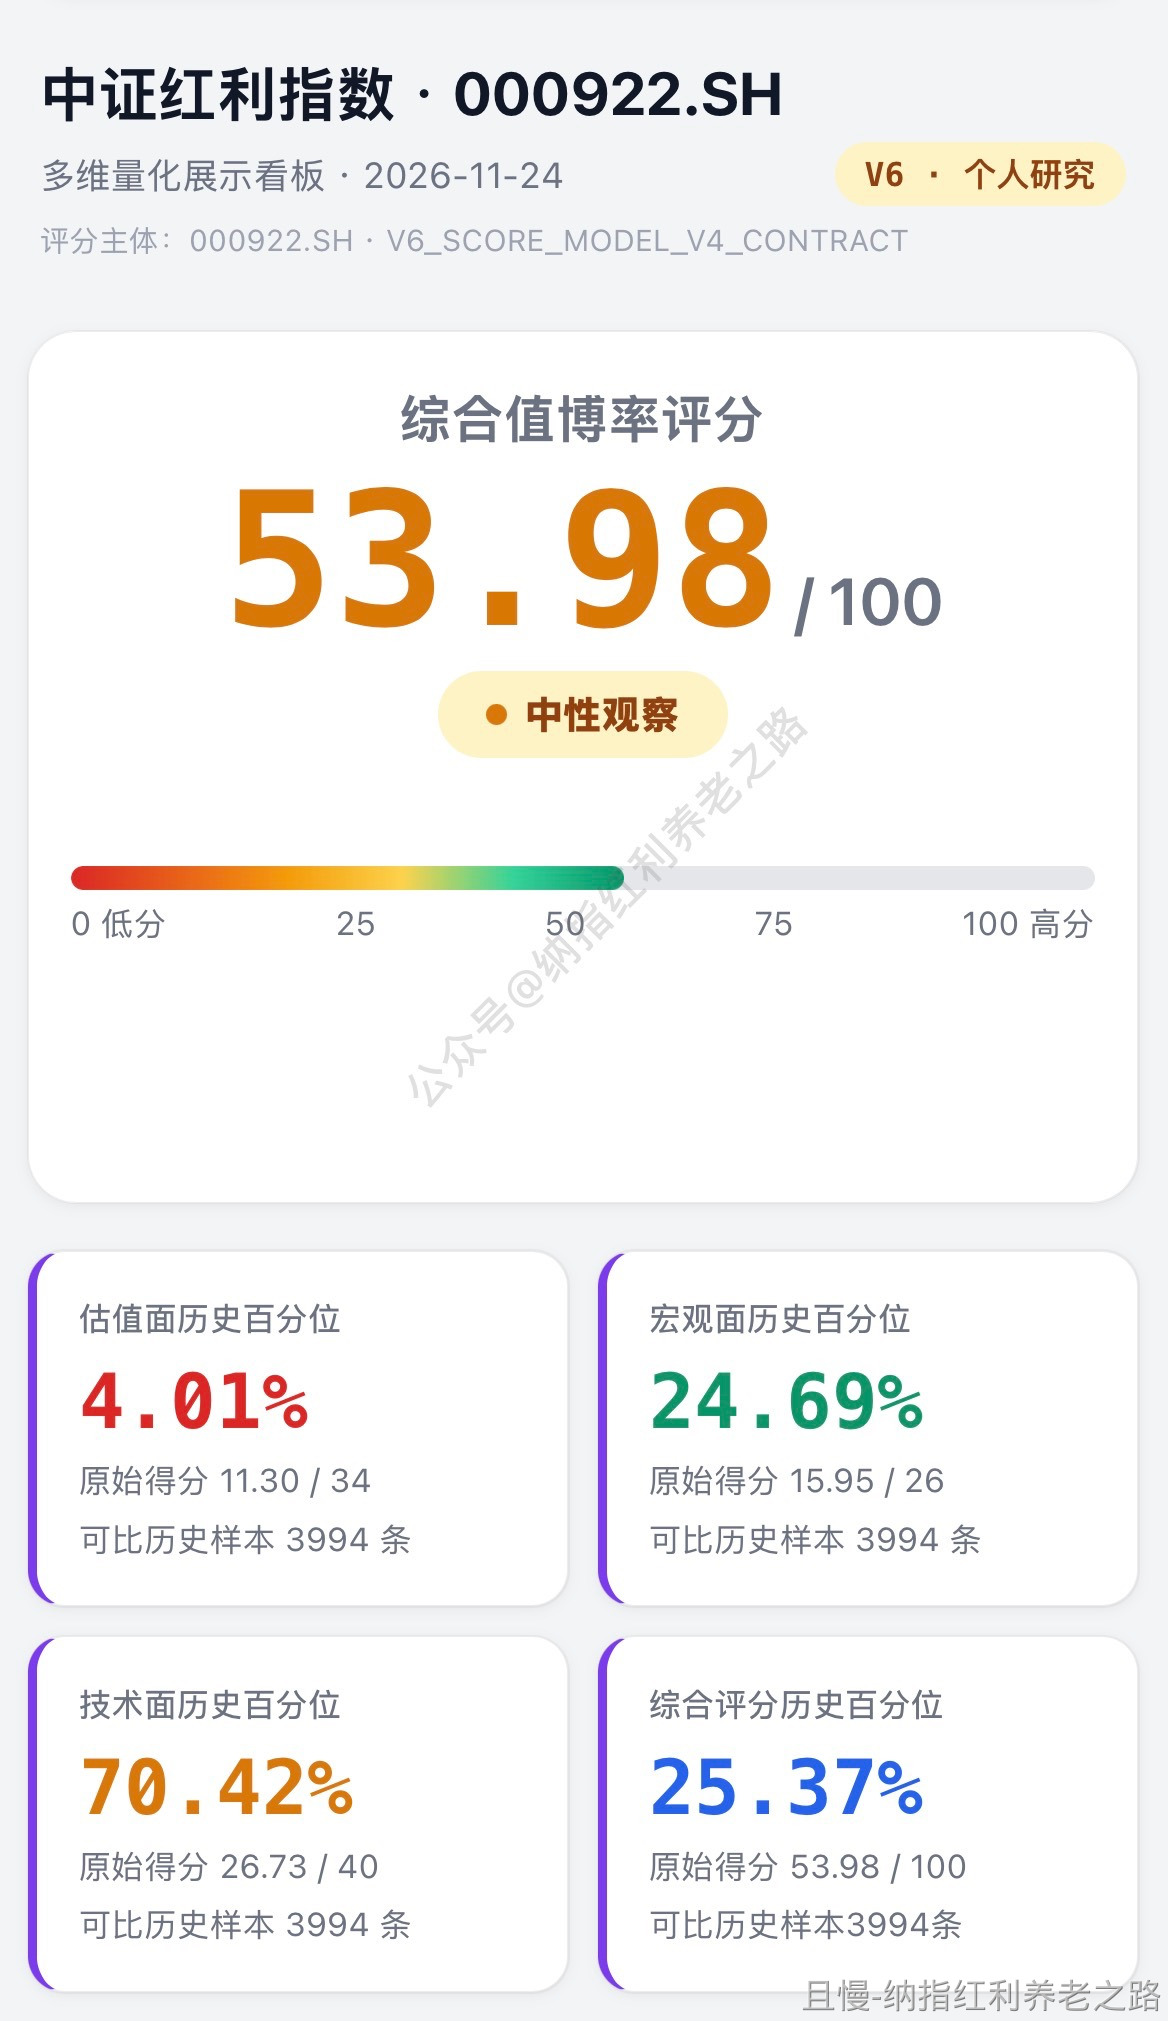 中证红利指数 · 000922.SH
多维量化展示看板 · 2026-11-24
V6 · 个人研究
评分主体：000922.SH · V6_SCORE_MODEL_V4_CONTRACT
综合值博率评分
53.98 / 100
中性观察
0 低分 25 50 75 100 高分
公众号@纳指红利养老之路
估值面历史百分位
4.01%
原始得分 11.30 / 34
可比历史样本 3994 条
宏观面历史百分位
24.69%
原始得分 15.95 / 26
可比历史样本 3994 条
技术面历史百分位
70.42%
原始得分 26.73 / 40
可比历史样本 3994 条
综合评分历史百分位
25.37%
原始得分 53.98 / 100
可比历史样本3994条
且慢-纳指红利养老之路